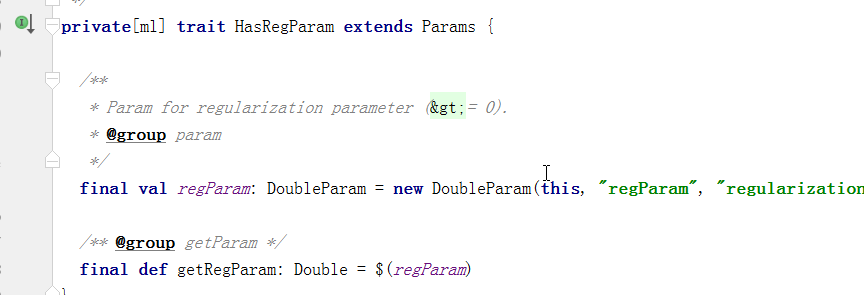 */
private[ml] trait HasRegParam extends Params {
/**
* Param for regularization parameter (&gt;= 0).
* @group param
*/
final val regParam: DoubleParam = new DoubleParam(this, "regParam", "regularization
/** @group getParam */
final def getRegParam: Double = $(regParam)
}